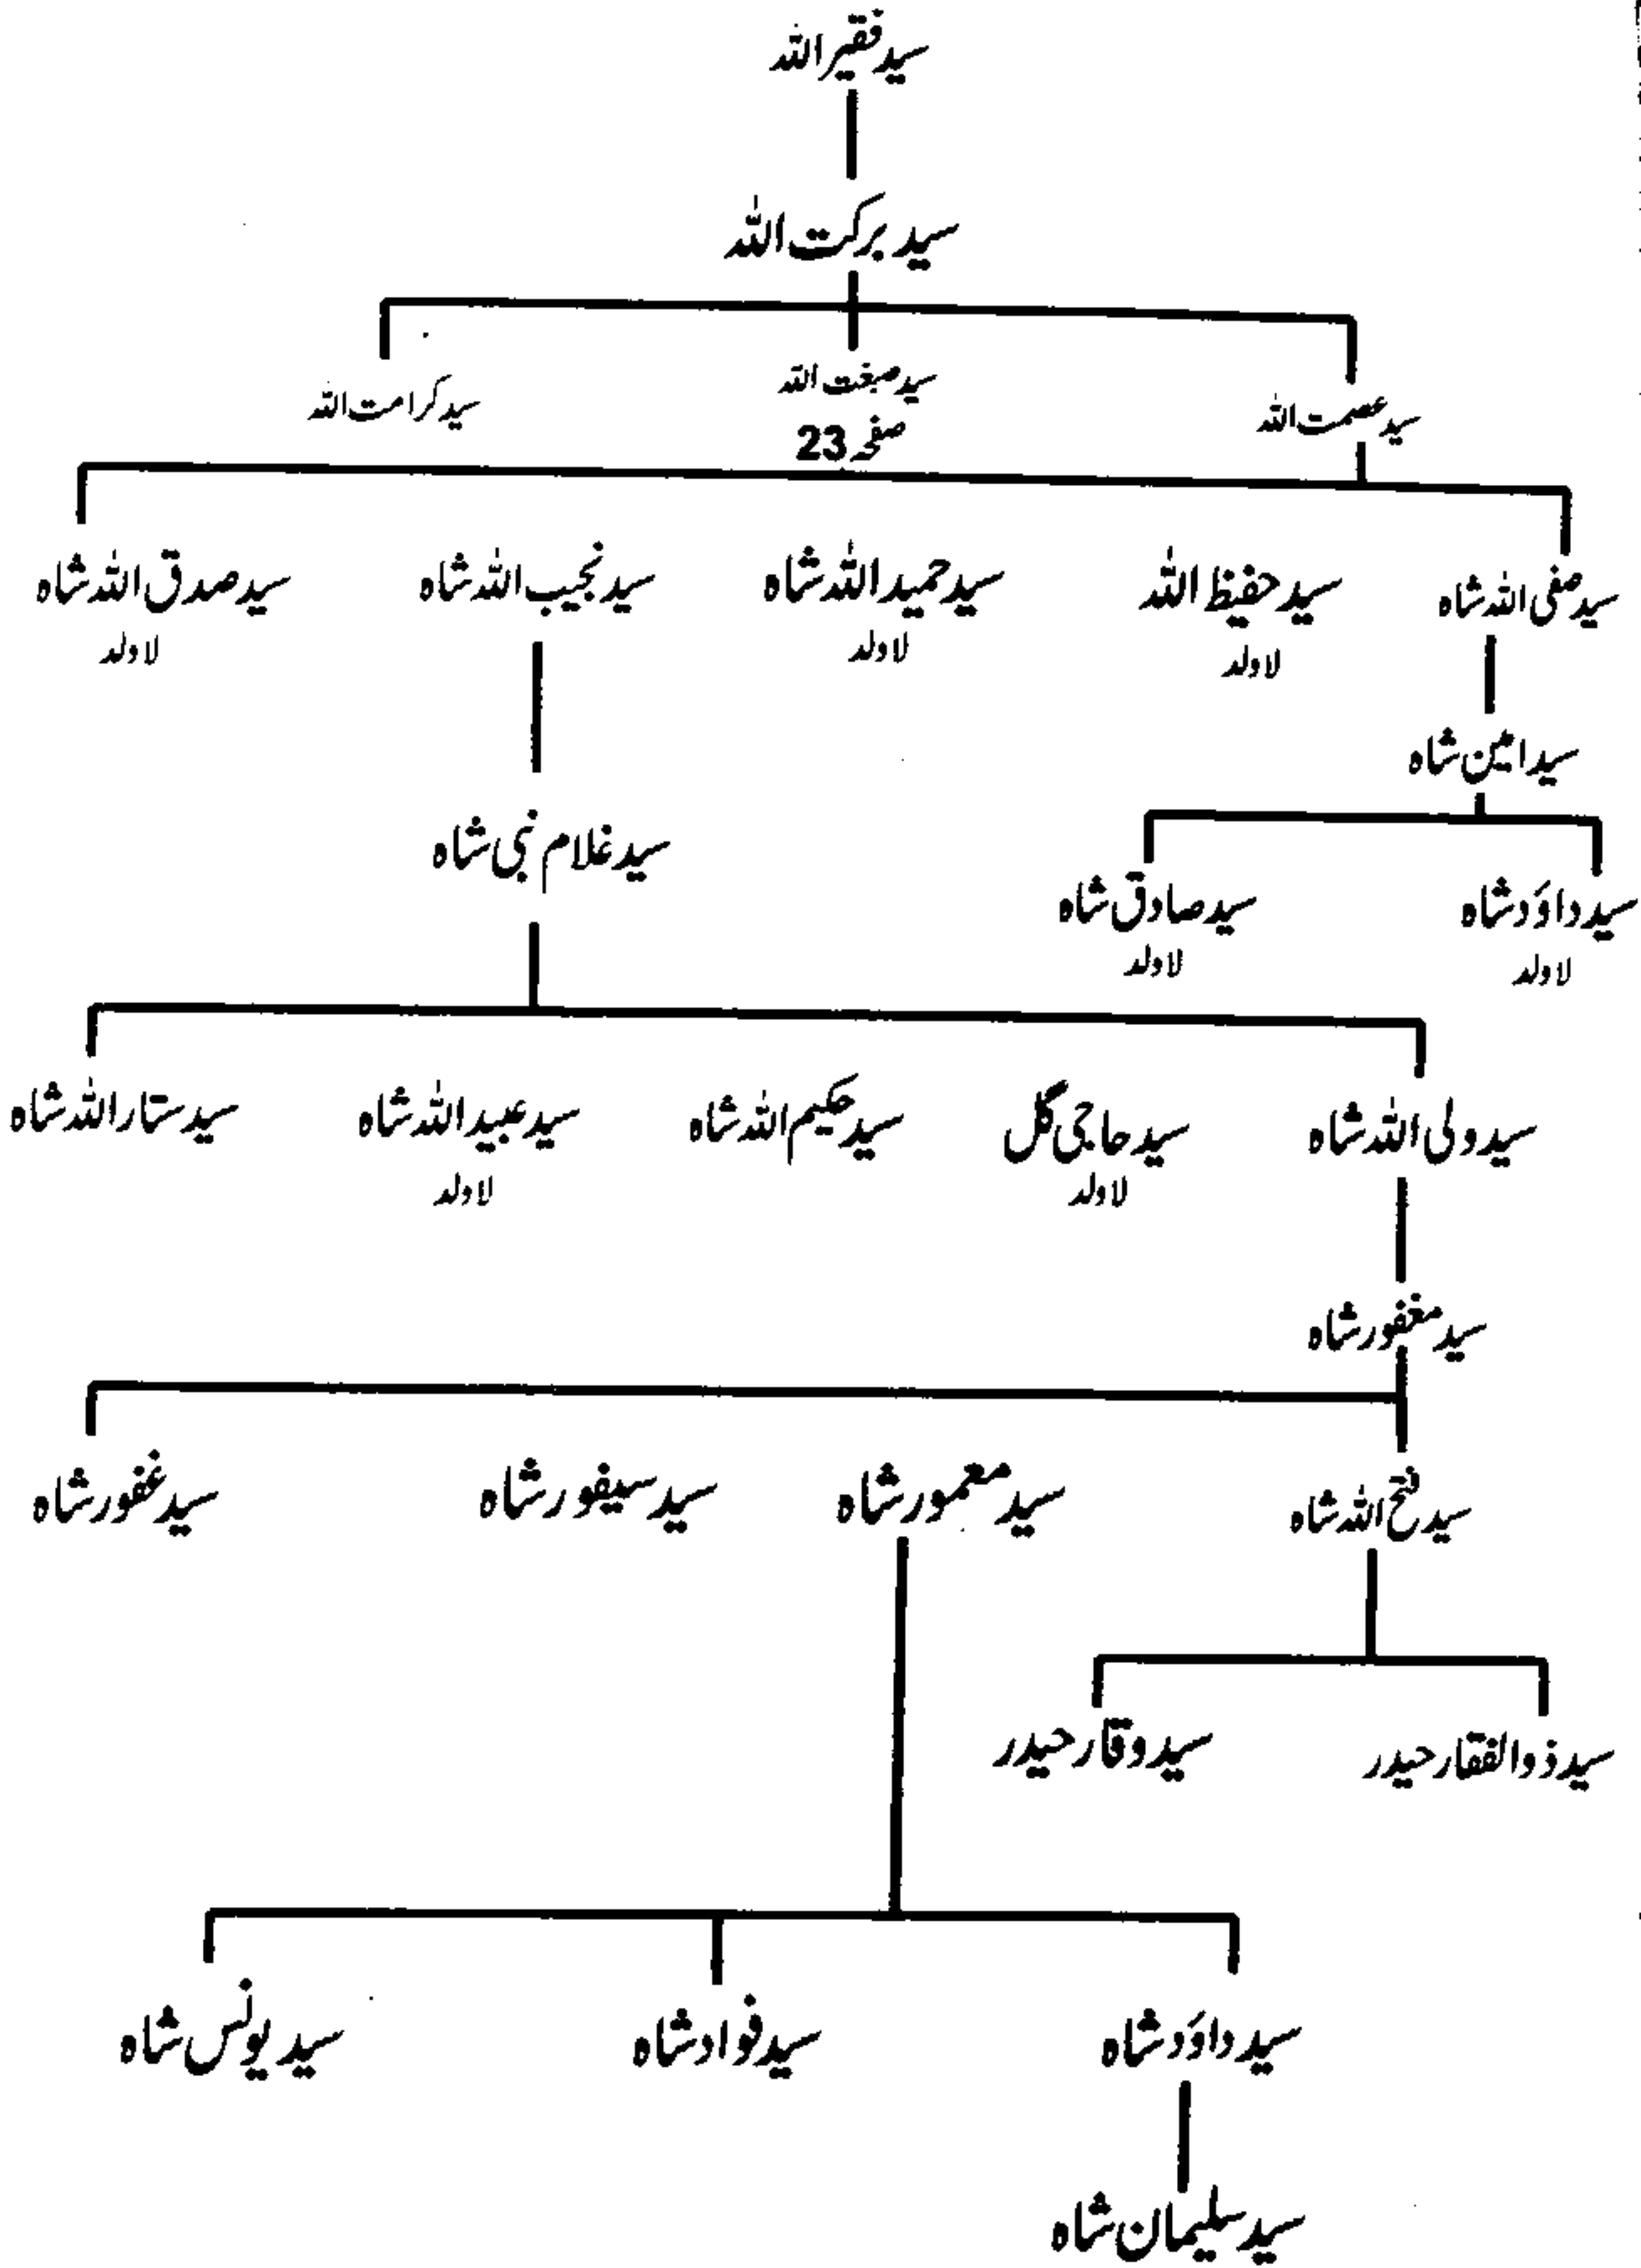 سید فقیر اللہ
سید برکت اللہ
سید عصمت اللہ
سید صبغت اللہ
صفحہ 23
سید کرامت اللہ
سید صفی اللہ شاہ
سید حفیظ اللہ
لاولد
سید حمید اللہ شاہ
لاولد
سید نجیب اللہ شاہ
سید صدق اللہ شاہ
لاولد
سید امین شاہ
سید غلام نبی شاہ
سید داؤد شاہ
لاولد
سید صادق شاہ
لاولد
سید ولی اللہ شاہ
سید حاجی گل
لاولد
سید حکیم اللہ شاہ
سید عبید اللہ شاہ
لاولد
سید ستار اللہ شاہ
سید مغفور شاہ
سید فتح اللہ شاہ
سید معمور شاہ
سید سیفور شاہ
سید غفور شاہ
سید ذوالفقار حیدر
سید وقار حیدر
سید داؤد شاہ
سید فواد شاہ
سید یونس شاہ
سید سلیمان شاہ